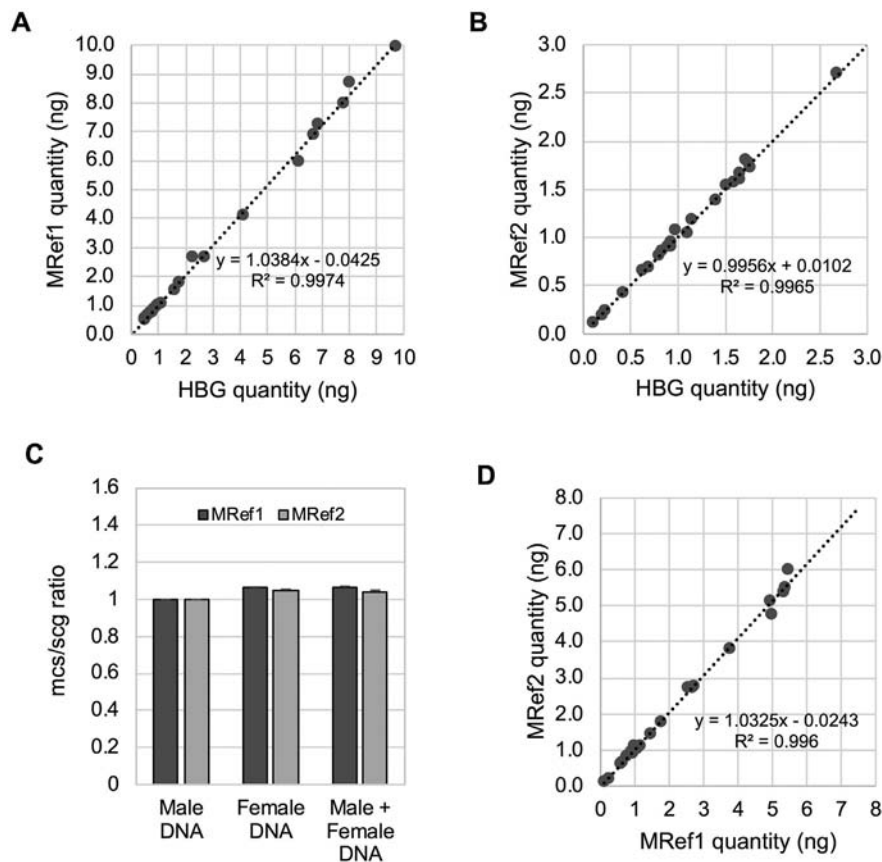 A
MRef1 quantity (ng)
10.0
9.0
8.0
7.0
6.0
5.0
4.0
3.0
2.0
1.0
0.0
y = 1.0384x - 0.0425
R² = 0.9974
0 1 2 3 4 5 6 7 8 9 10
HBG quantity (ng)
B
MRef2 quantity (ng)
3.0
2.5
2.0
1.5
1.0
0.5
0.0
y = 0.9956x + 0.0102
R² = 0.9965
0.0 0.5 1.0 1.5 2.0 2.5 3.0
HBG quantity (ng)
C
mcs/scg ratio
1.6
1.4
1.2
1
0.8
0.6
0.4
0.2
0
MRef1 MRef2
Male
DNA
Female
DNA
Male +
Female
DNA
D
MRef2 quantity (ng)
8.0
7.0
6.0
5.0
4.0
3.0
2.0
1.0
0.0
y = 1.0325x - 0.0243
R² = 0.996
0 1 2 3 4 5 6 7 8
MRef1 quantity (ng)